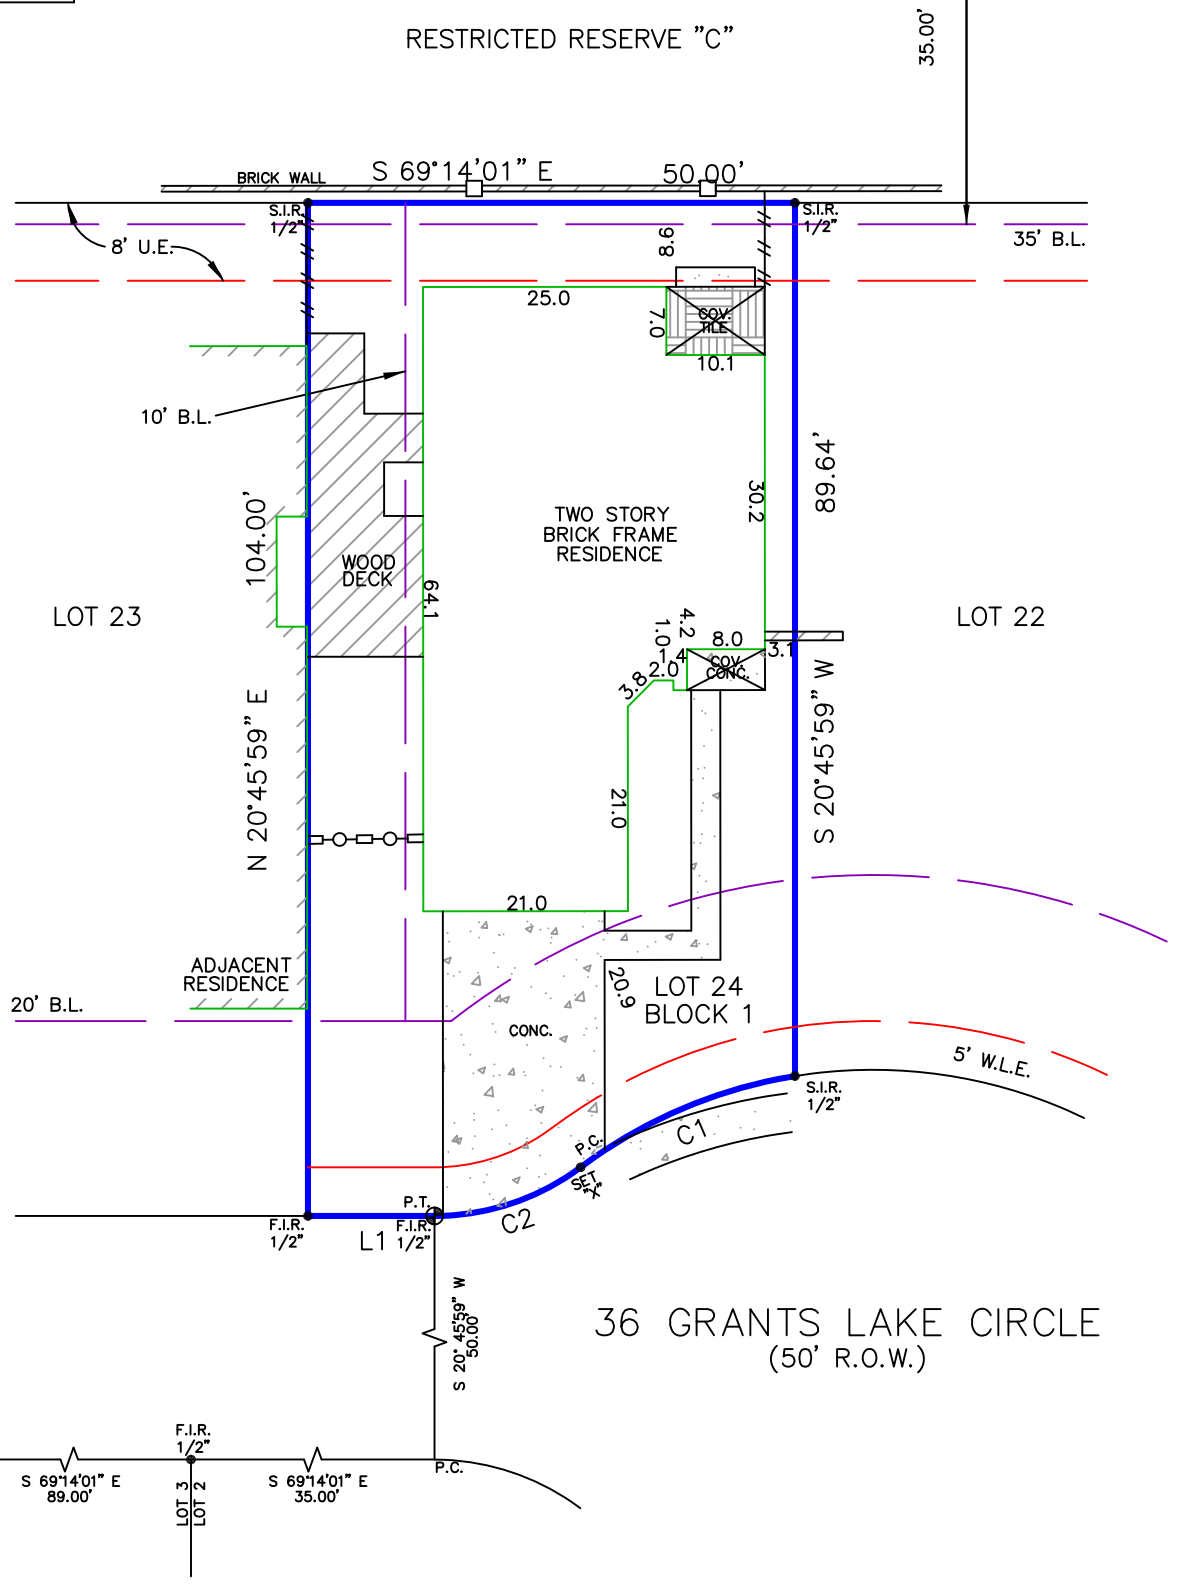 RESTRICTED RESERVE "C"
35.00'
BRICK WALL
S 69°14'01" E
50.00'
S.I.R.
1/2"
S.I.R.
1/2"
8' U.E.
9.8
35' B.L.
25.0
COV.
TILE
7.0
10.1
10' B.L.
89.64'
104.00'
30.2
TWO STORY
BRICK FRAME
RESIDENCE
WOOD
DECK
64.1
LOT 23
LOT 22
4.2
1.0
8.0
3.1
1.4
2.0
COV.
CONC.
3.8
N 20°45'59" E
S 20°45'59" W
21.0
21.0
ADJACENT
RESIDENCE
20' B.L.
20.9
LOT 24
BLOCK 1
CONC.
5' W.L.E.
S.I.R.
1/2"
C1
P.C.
SET
"X"
P.T.
F.I.R.
1/2"
F.I.R.
1/2"
L1
C2
S 20°45'59" W
50.00'
36 GRANTS LAKE CIRCLE
(50' R.O.W.)
F.I.R.
1/2"
P.C.
S 69°14'01" E
89.00'
S 69°14'01" E
35.00'
LOT 3
LOT 2